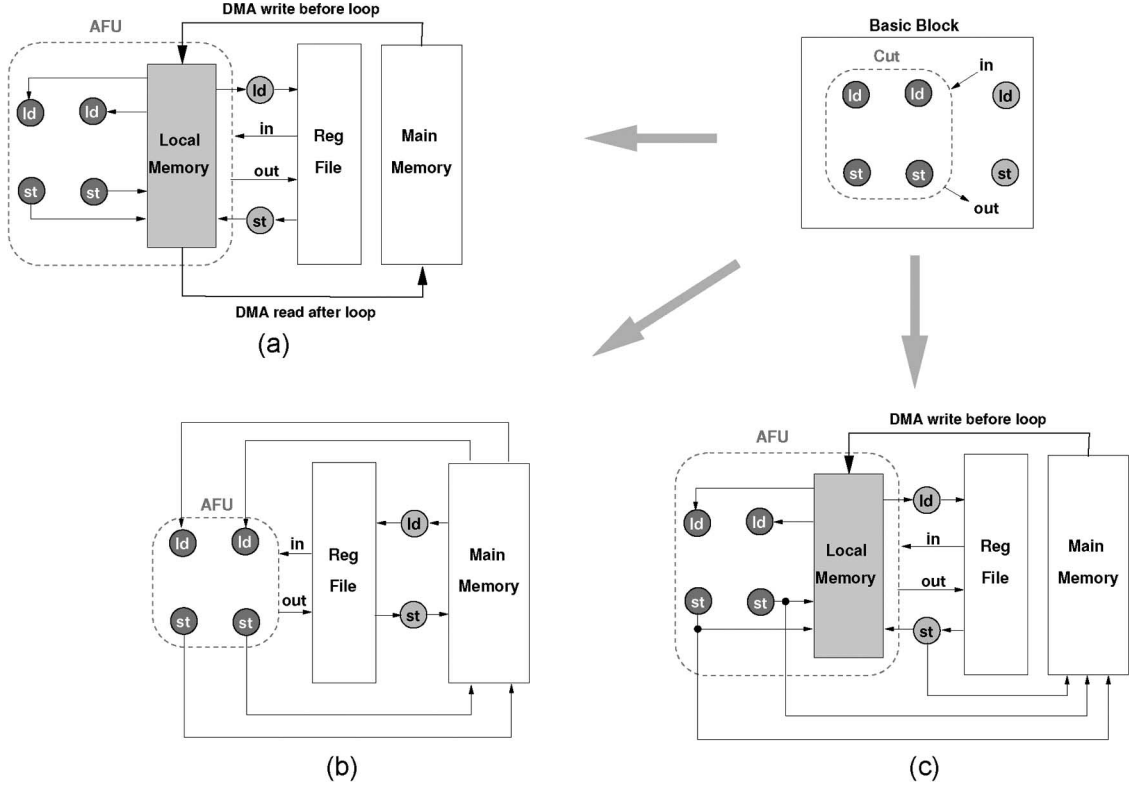 DMA write before loop
AFU
ld
ld
ld
Local
Memory
in
out
st
st
st
Reg
File
Main
Memory
DMA read after loop
(a)
Basic Block
Cut
in
ld
ld
ld
st
st
st
out
AFU
ld
ld
in
out
st
st
Reg
File
ld
st
Main
Memory
(b)
DMA write before loop
AFU
ld
ld
ld
Local
Memory
in
out
st
st
st
Reg
File
Main
Memory
(c)